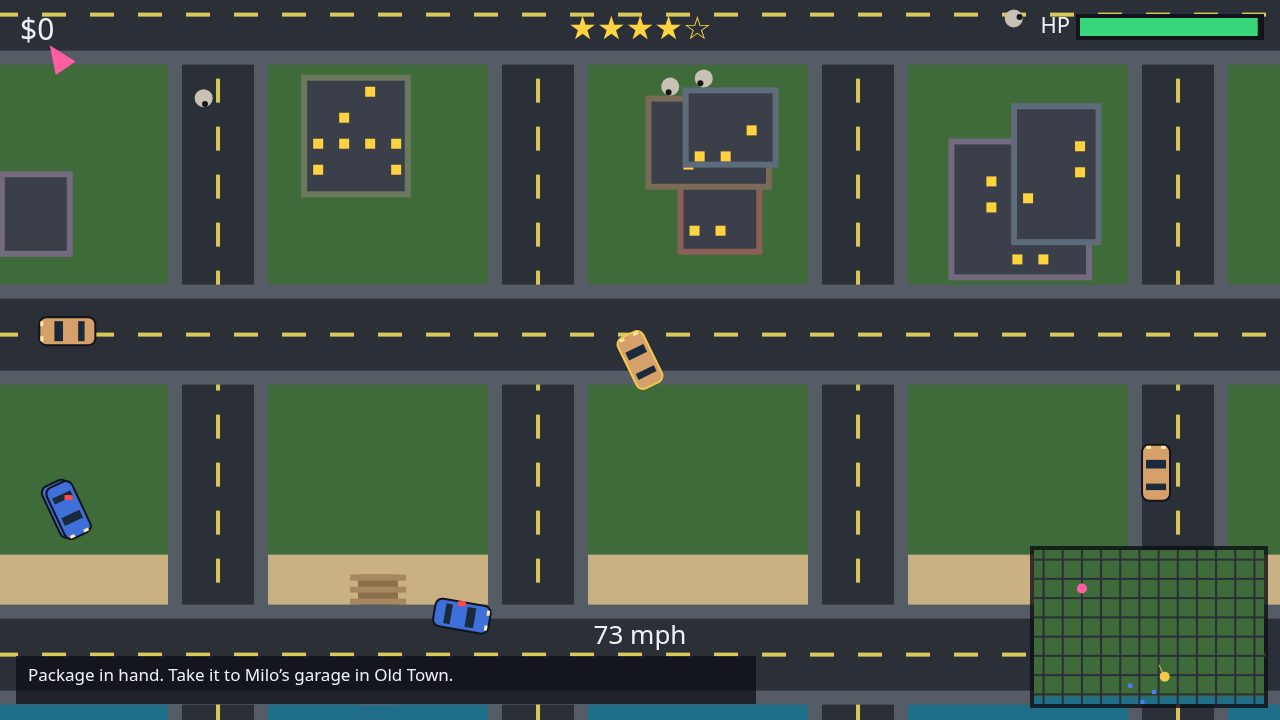 $0
★★★★☆
HP
73 mph
Package in hand. Take it to Milo’s garage in Old Town.